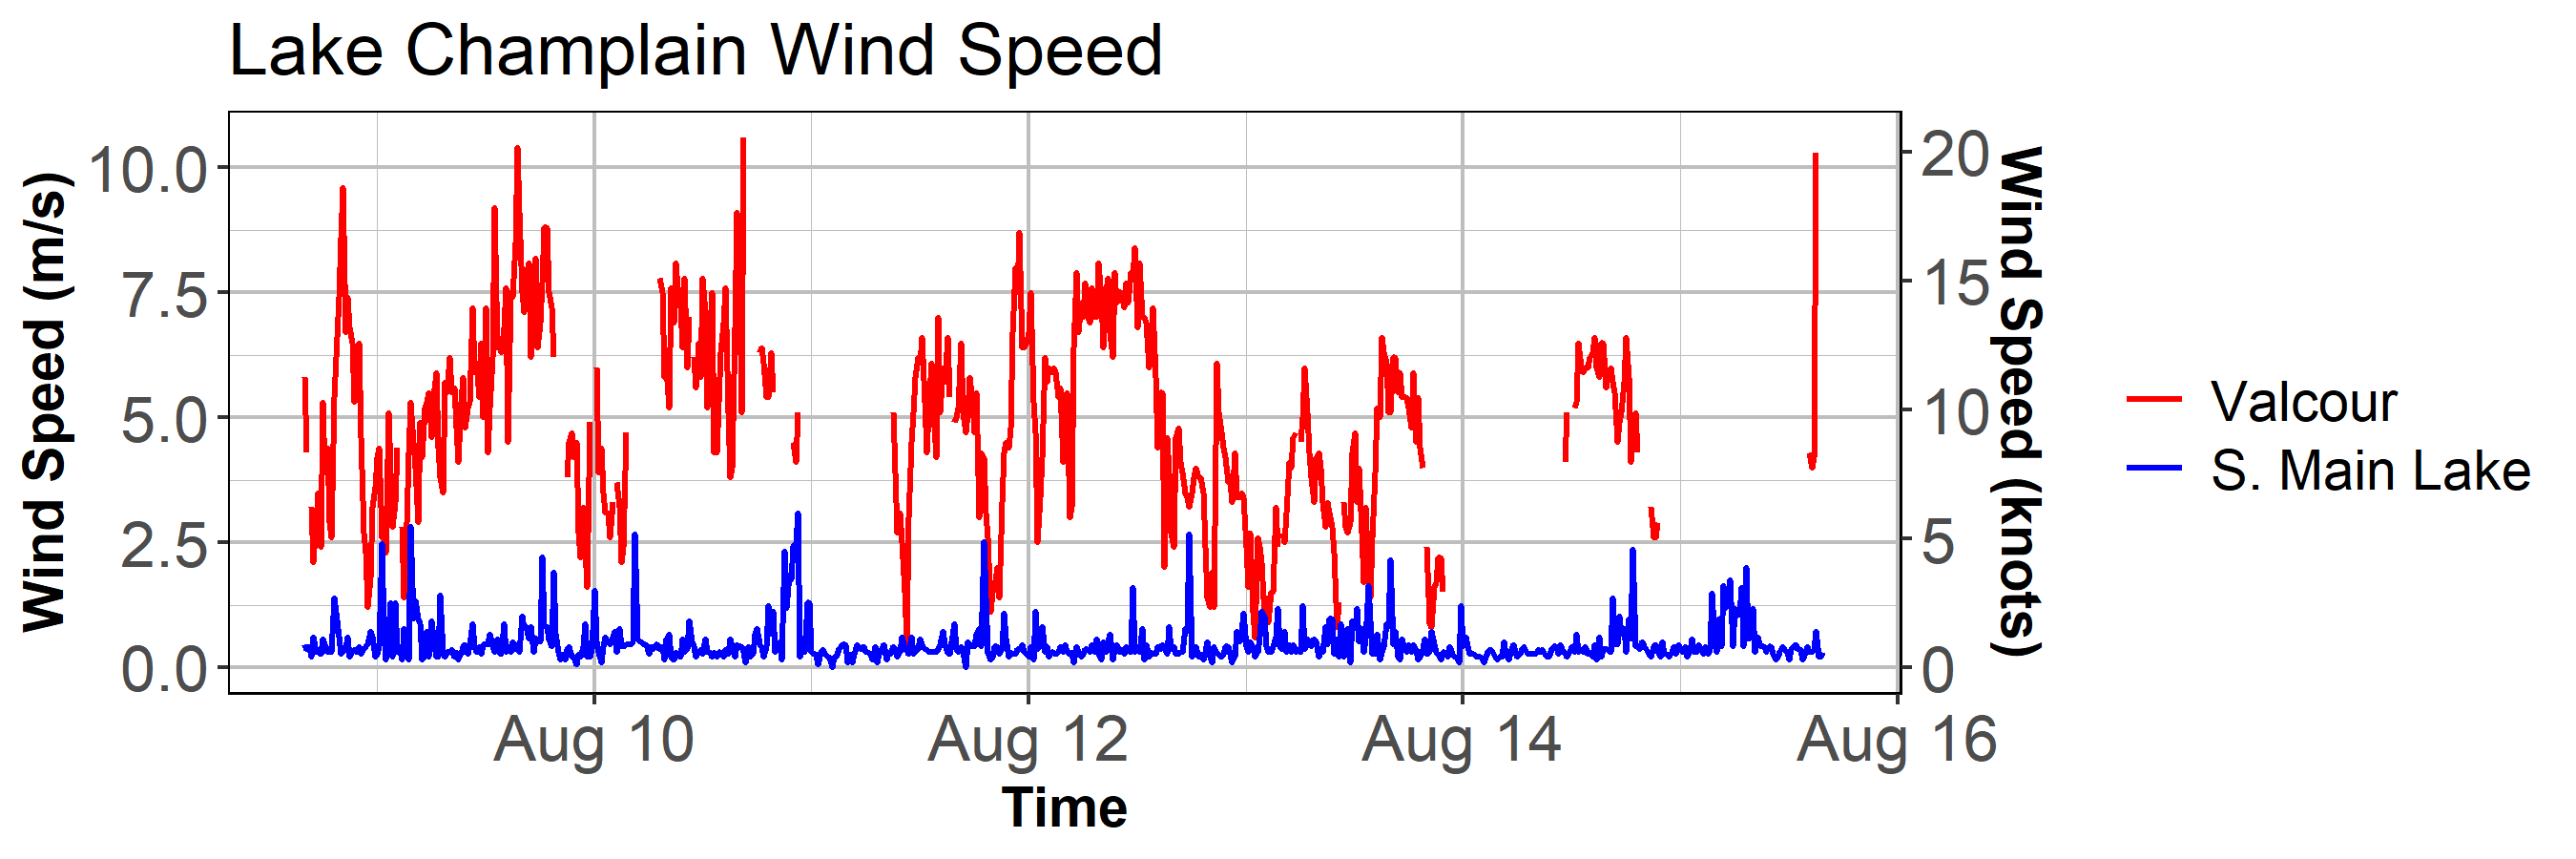 Lake Champlain Wind Speed
Wind Speed (m/s)
10.0
7.5
5.0
2.5
0.0
20
15
10
5
0
Wind Speed (knots)
Aug 10
Aug 12
Aug 14
Aug 16
Time
Valcour
S. Main Lake